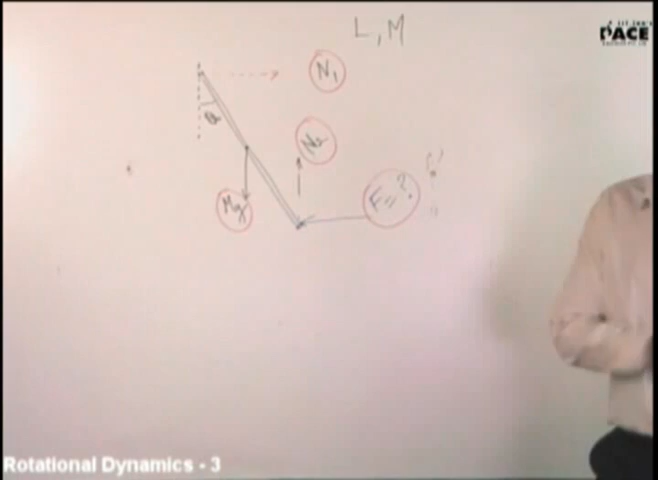 L, M
PACE
N₁
θ
N₂
Mg
F = ?
Rotational Dynamics - 3